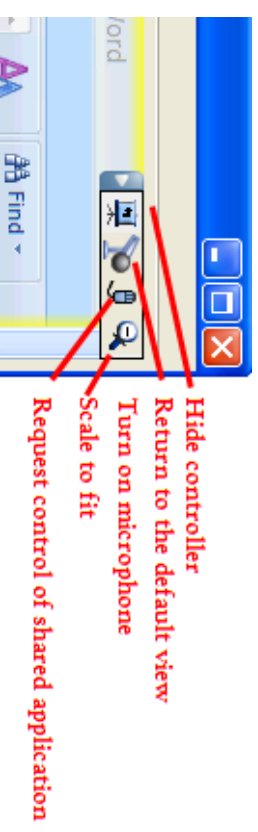 Word
Find
Hide controller
Return to the default view
Turn on microphone
Scale to fit
Request control of shared application